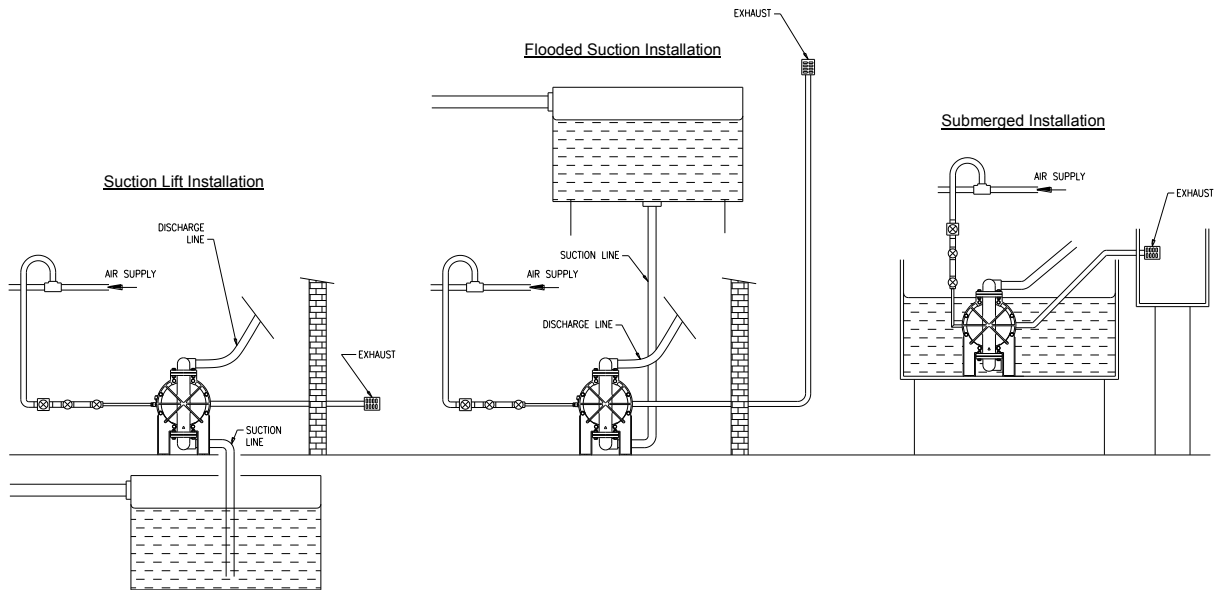 Suction Lift Installation
DISCHARGE
LINE
AIR SUPPLY
EXHAUST
SUCTION
LINE
Flooded Suction Installation
EXHAUST
SUCTION LINE
AIR SUPPLY
DISCHARGE LINE
Submerged Installation
AIR SUPPLY
EXHAUST